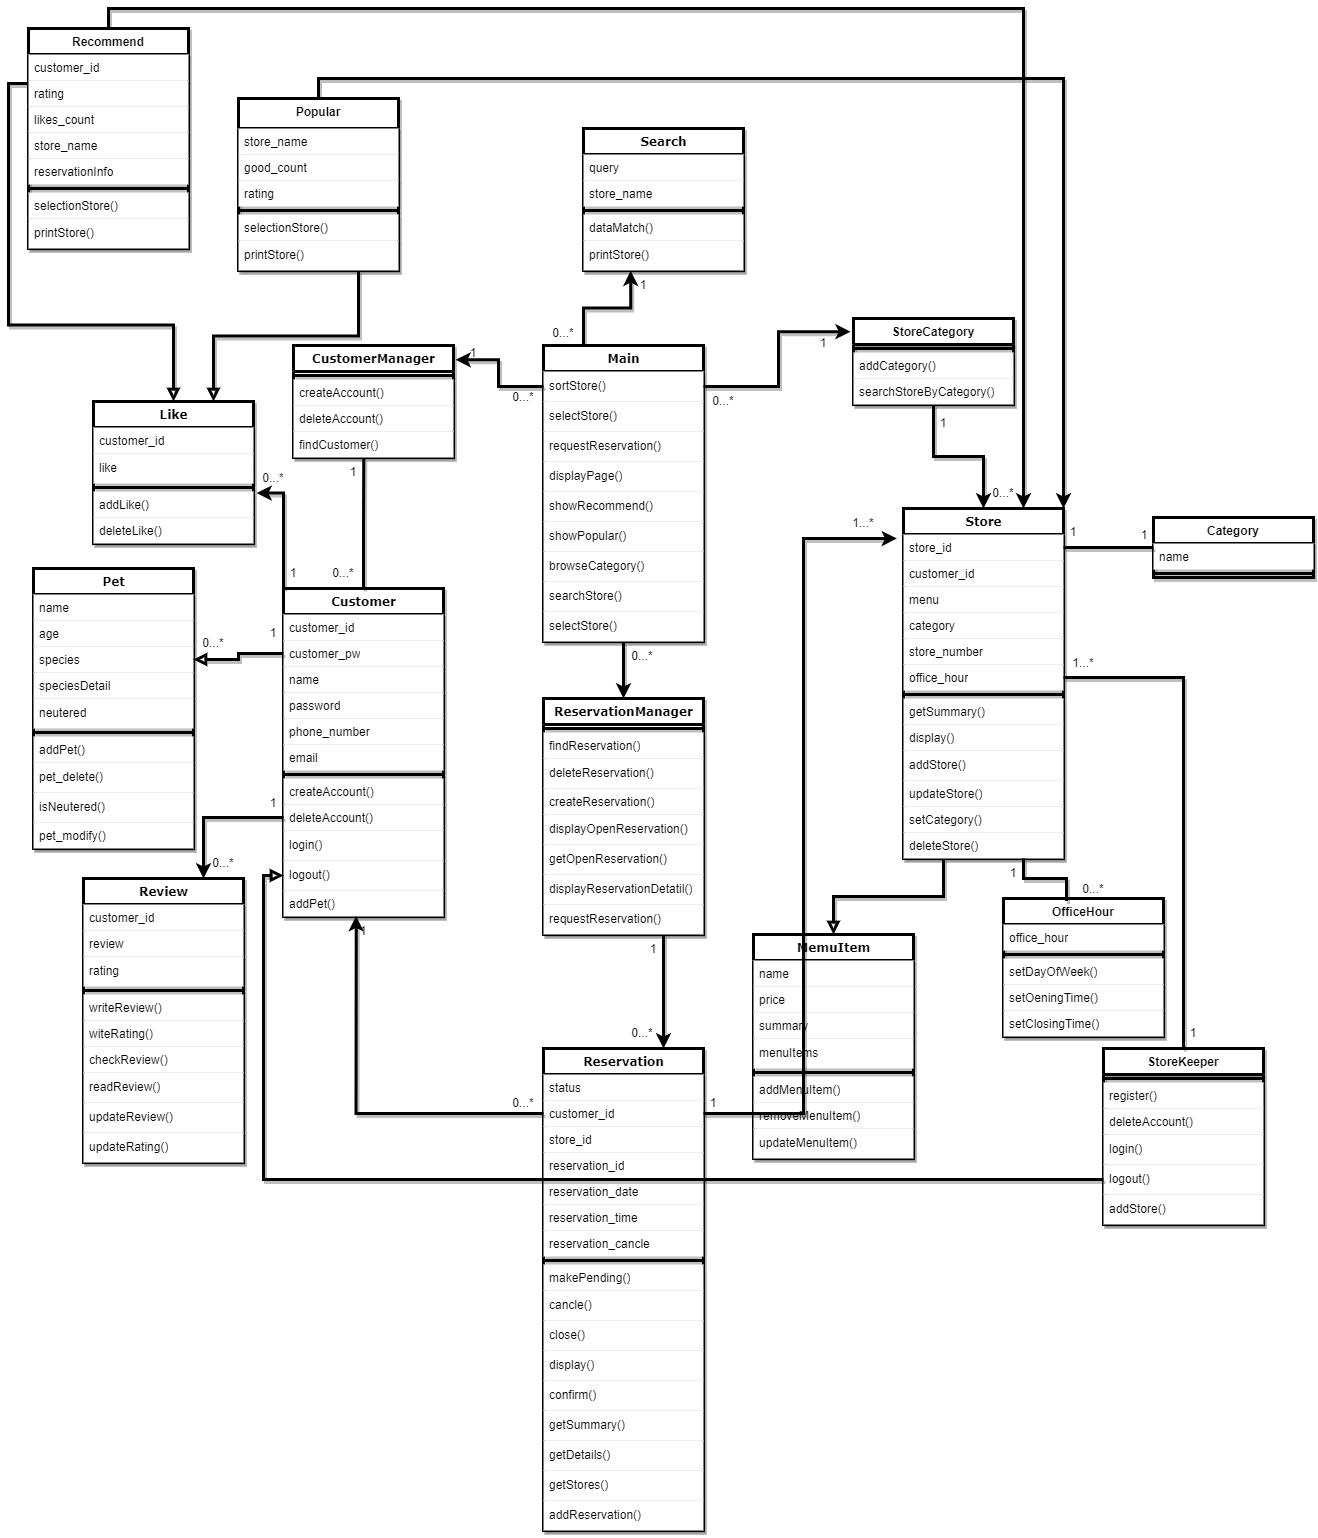 Recommend
customer_id
rating
likes_count
store_name
reservationInfo
selectionStore()
printStore()
Popular
store_name
good_count
rating
selectionStore()
printStore()
Search
query
store_name
dataMatch()
printStore()
1
0...*
CustomerManager
createAccount()
deleteAccount()
findCustomer()
1
0...*
1
0...*
Main
sortStore()
selectStore()
requestReservation()
displayPage()
showRecommend()
showPopular()
browseCategory()
searchStore()
selectStore()
0...*
1
0...*
StoreCategory
addCategory()
searchStoreByCategory()
1
0...*
Like
customer_id
like
addLike()
deleteLike()
0...*
1
Store
store_id
customer_id
menu
category
store_number
office_hour
getSummary()
display()
addStore()
updateStore()
setCategory()
deleteStore()
1...*
1
1
1...*
Category
name
Pet
name
age
species
speciesDetail
neutered
addPet()
pet_delete()
isNeutered()
pet_modify()
0...*
1
Customer
customer_id
customer_pw
name
password
phone_number
email
createAccount()
deleteAccount()
login()
logout()
addPet()
1
0...*
1
ReservationManager
findReservation()
deleteReservation()
createReservation()
displayOpenReservation()
getOpenReservation()
displayReservationDetatil()
requestReservation()
1
0...*
Review
customer_id
review
rating
writeReview()
witeRating()
checkReview()
readReview()
updateReview()
updateRating()
MemuItem
name
price
summary
menuItems
addMenuItem()
removeMenuItem()
updateMenuItem()
1
0...*
OfficeHour
office_hour
setDayOfWeek()
setOeningTime()
setClosingTime()
1
StoreKeeper
register()
deleteAccount()
login()
logout()
addStore()
0...*
1
Reservation
status
customer_id
store_id
reservation_id
reservation_date
reservation_time
reservation_cancle
makePending()
cancle()
close()
display()
confirm()
getSummary()
getDetails()
getStores()
addReservation()